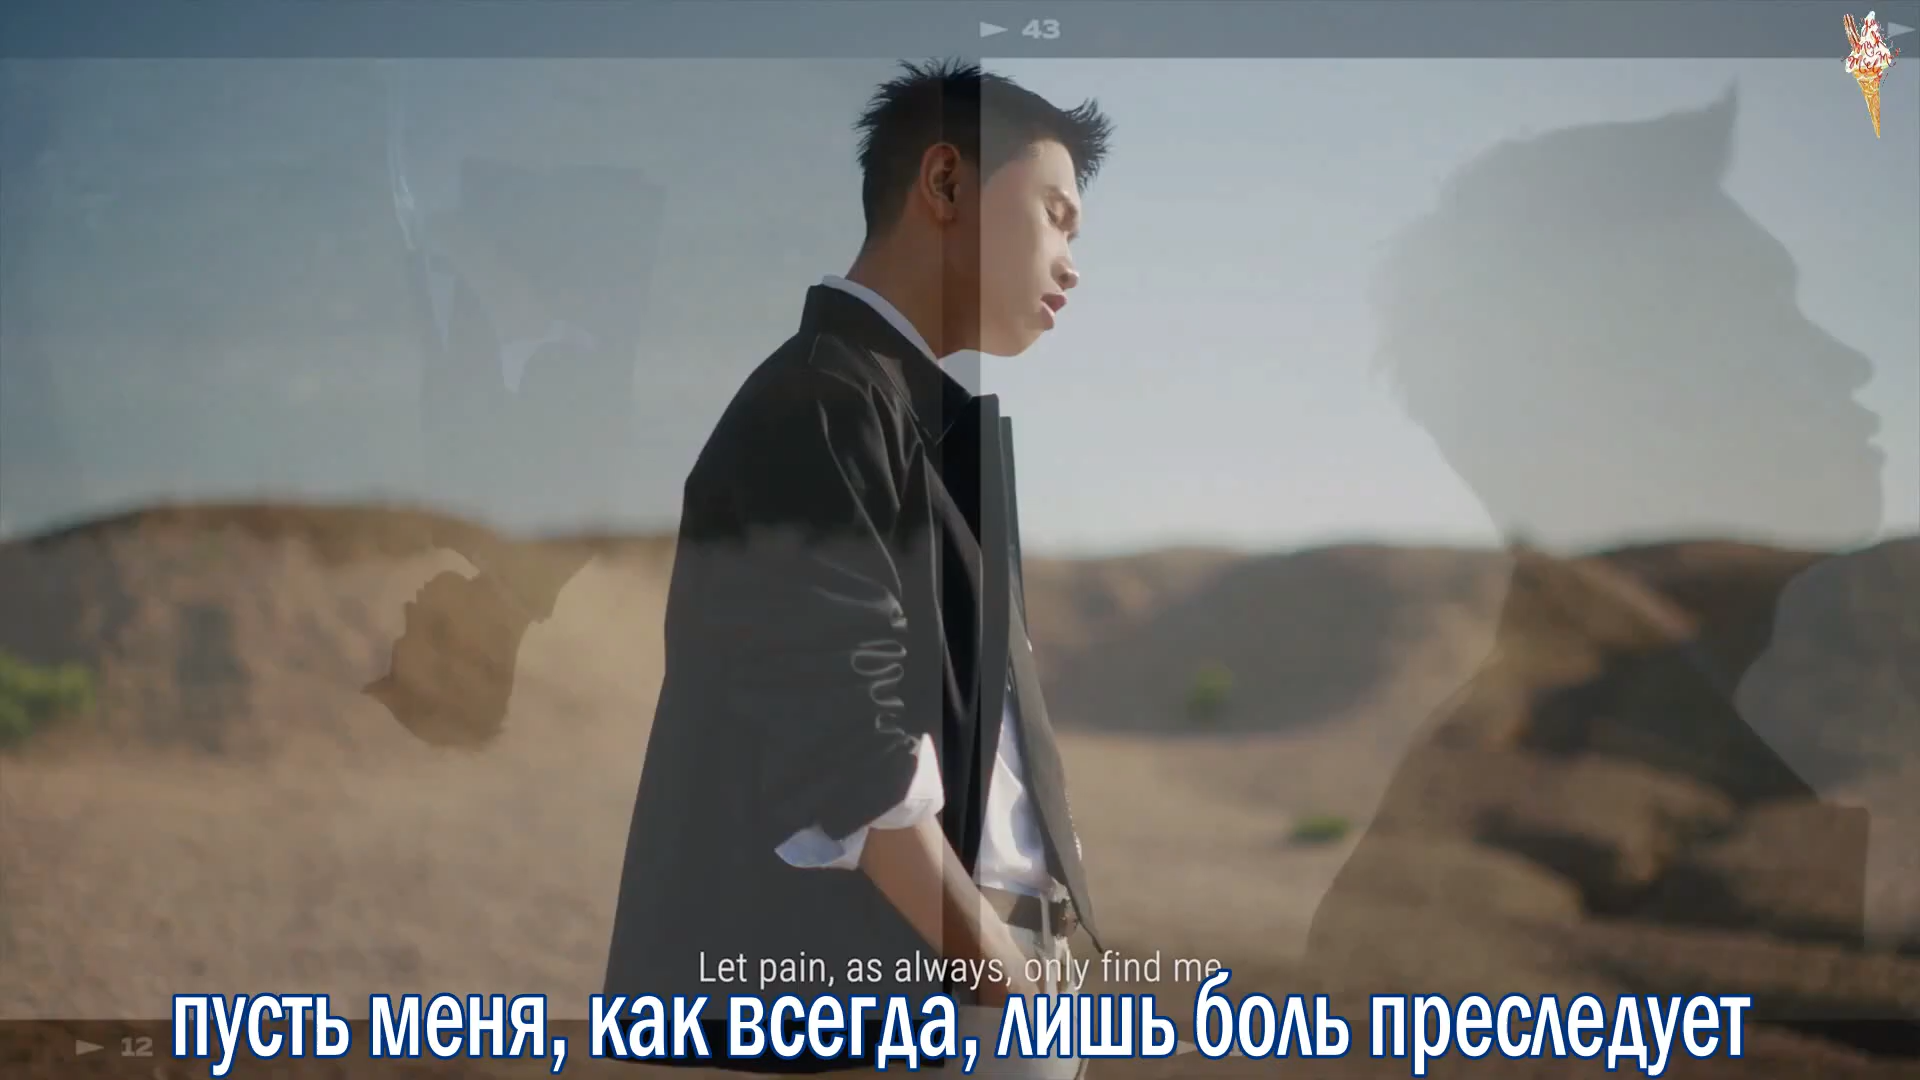 43
Let pain, as always, only find me
пусть меня, как всегда, лишь боль преследует
12